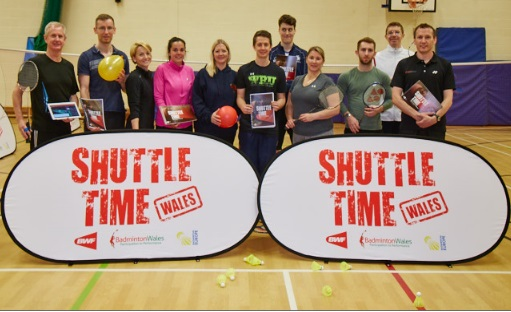 SHUTTLE
TIME
WALES
BWF
BadmintonWales
SHUTTLE
TIME
WALES
BWF
BadmintonWales